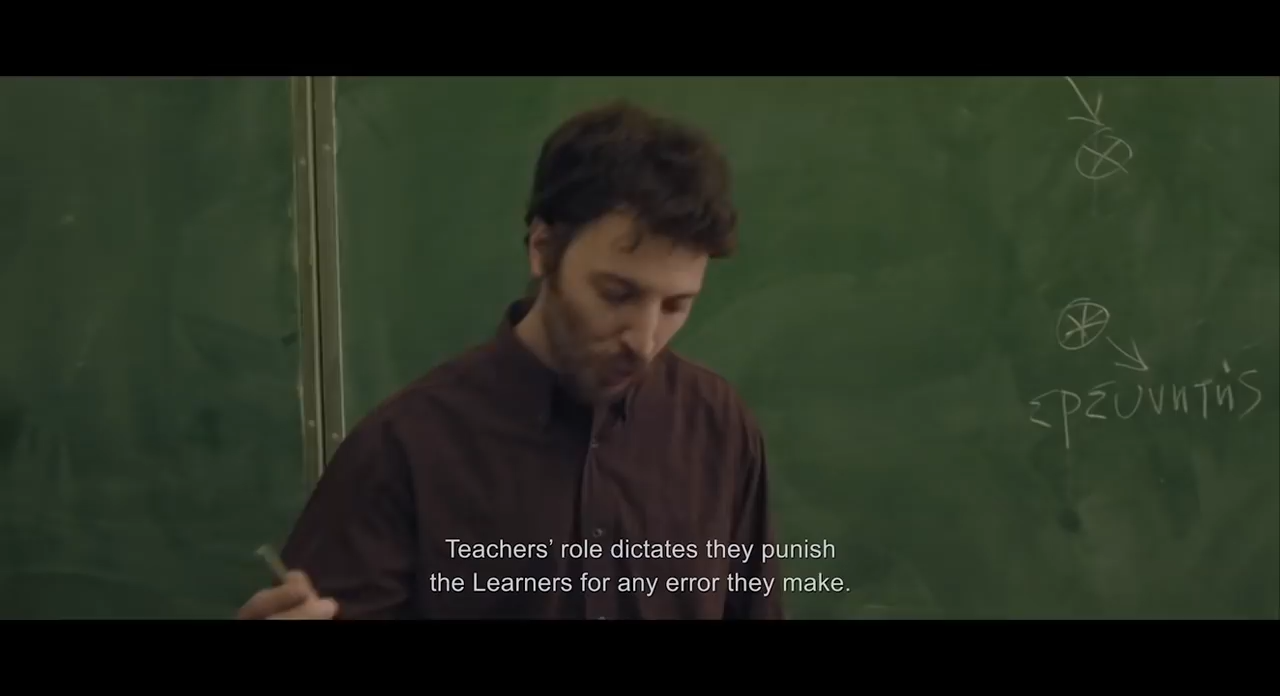 ερευνητής
Teachers’ role dictates they punish
the Learners for any error they make.